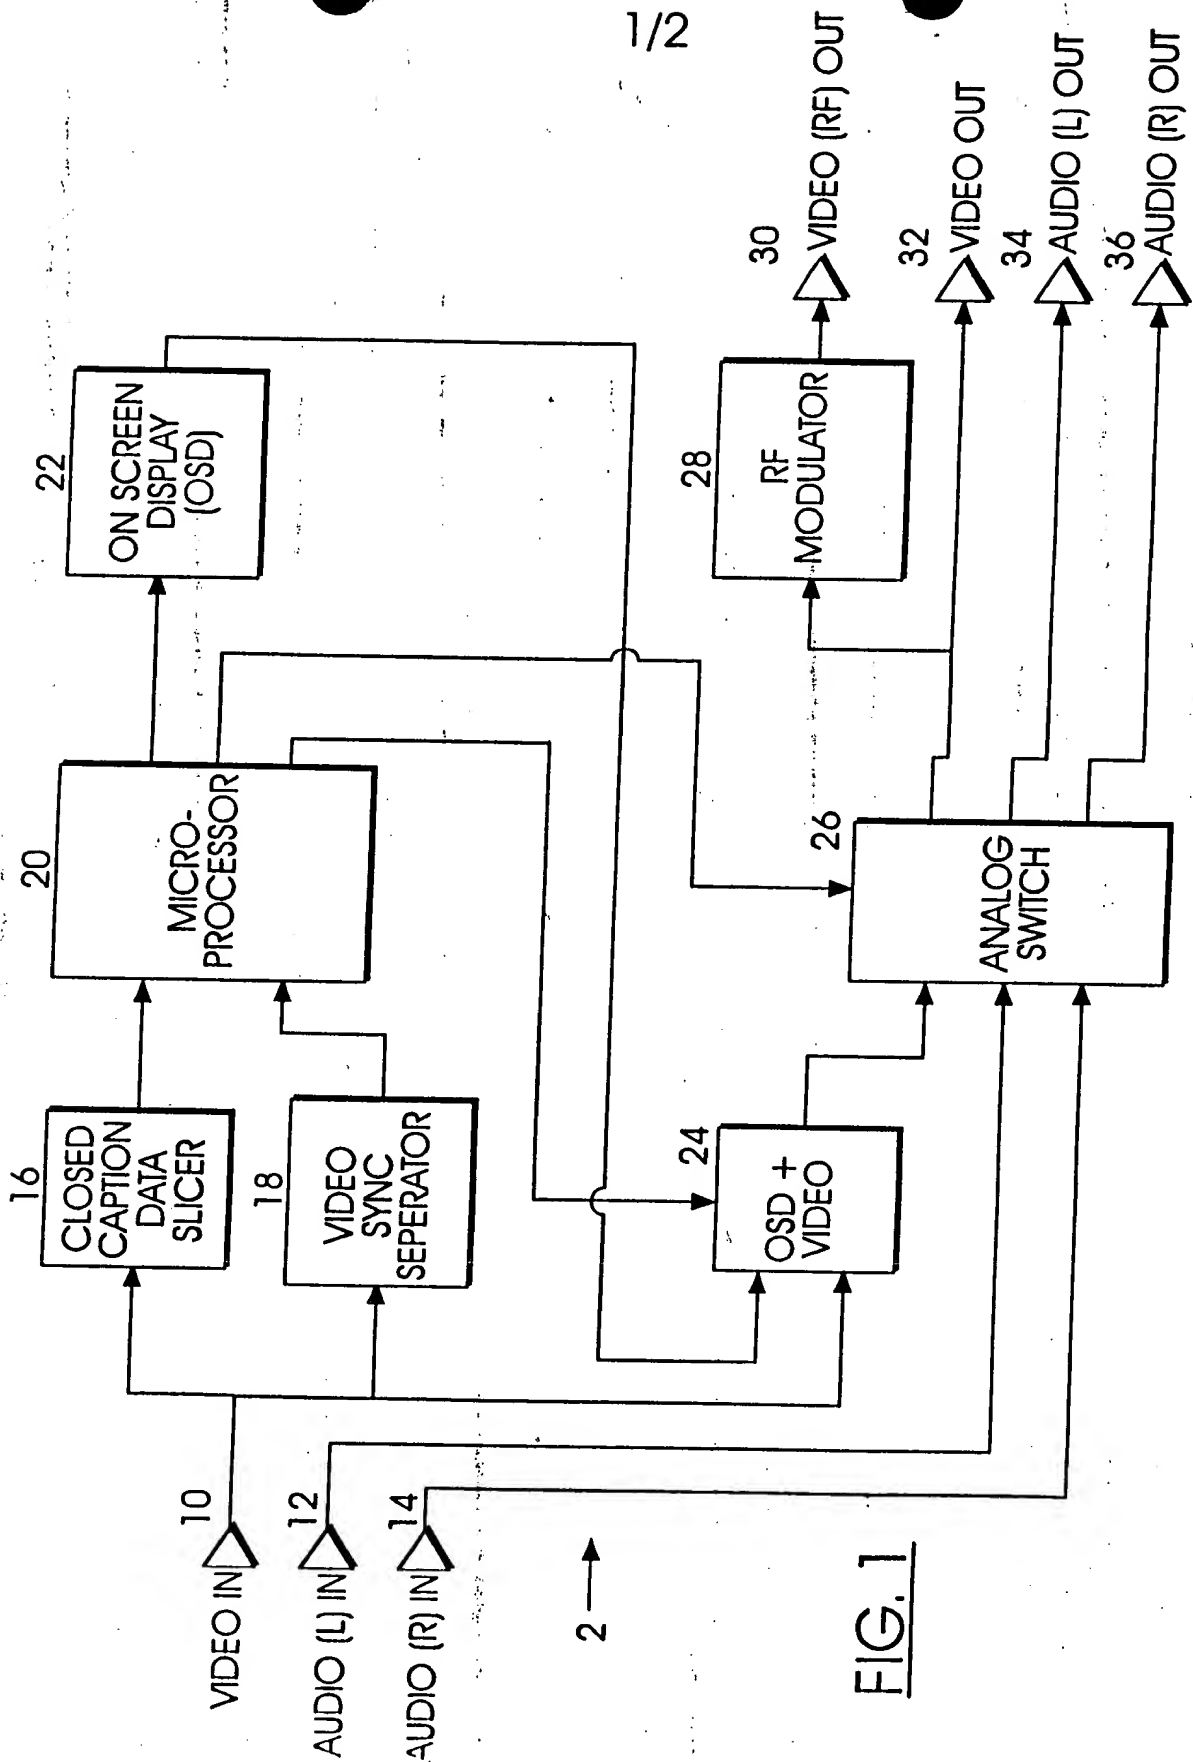 1/2
VIDEO IN
10
AUDIO (L) IN
12
AUDIO (R) IN
14
16
CLOSED
CAPTION
DATA
SLICER
18
VIDEO
SYNC
SEPERATOR
20
MICRO-
PROCESSOR
22
ON SCREEN
DISPLAY
(OSD)
24
OSD +
VIDEO
26
ANALOG
SWITCH
28
RF
MODULATOR
30
VIDEO (RF) OUT
32
VIDEO OUT
34
AUDIO (L) OUT
36
AUDIO (R) OUT
2
FIG. 1